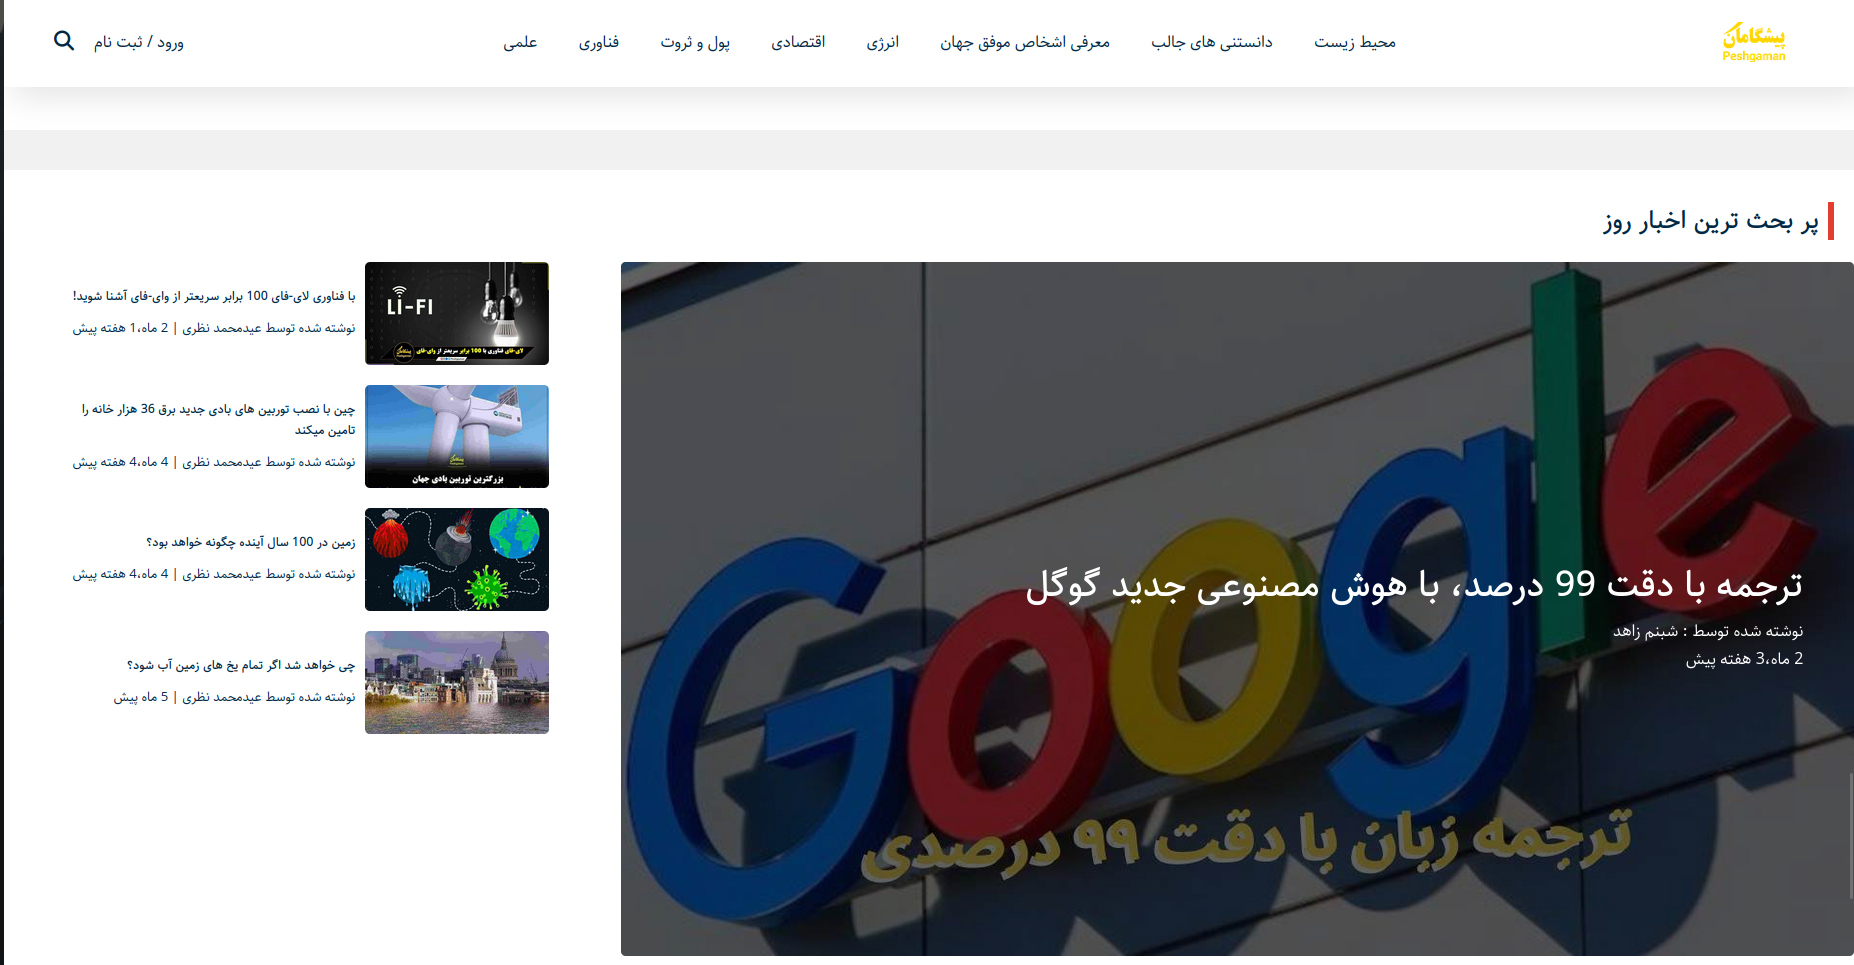 پیشگامان
Peshgaman
محیط زیست
دانستنی های جالب
معرفی اشخاص موفق جهان
انرژی
اقتصادی
پول و ثروت
فناوری
علمی
ورود / ثبت نام
پر بحث ترین اخبار روز
Google
ترجمه با دقت 99 درصد، با هوش مصنوعی جدید گوگل
نوشته شده توسط : شبنم زاهد
2 ماه،3 هفته پیش
ترجمه زبان با دقت ۹۹ درصدی
LI-FI
لای-فای فناوری با 100 برابر سریعتر از وای-فای
با فناوری لای-فای 100 برابر سریعتر از وای-فای آشنا شوید!
نوشته شده توسط عیدمحمد نظری | 2 ماه،1 هفته پیش
بزرگترین توربین بادی جهان
چین با نصب توربین های بادی جدید برق 36 هزار خانه را
تامین میکند
نوشته شده توسط عیدمحمد نظری | 4 ماه،4 هفته پیش
زمین در 100 سال آینده چگونه خواهد بود؟
نوشته شده توسط عیدمحمد نظری | 4 ماه،4 هفته پیش
چی خواهد شد اگر تمام یخ های زمین آب شود؟
نوشته شده توسط عیدمحمد نظری | 5 ماه پیش